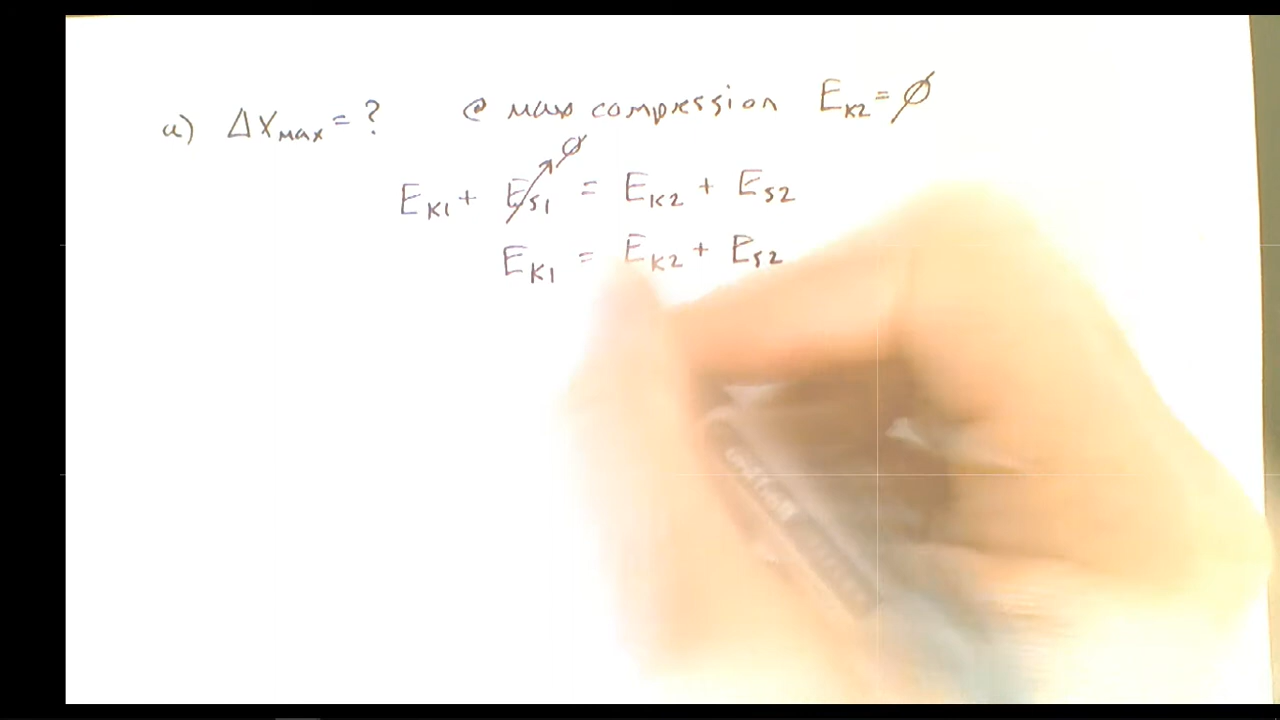 a) ΔX_MAX = ? @ max compression E_K2 = ∅
E_K1 + E_S1 ↗ ∅ = E_K2 + E_S2
E_K1 = E_K2 + E_S2